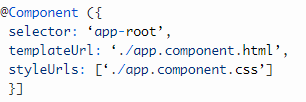 @Component ({
selector: ‘app-root’,
templateUrl: ‘./app.component.html’,
styleUrls: [‘./app.component.css’]
}]